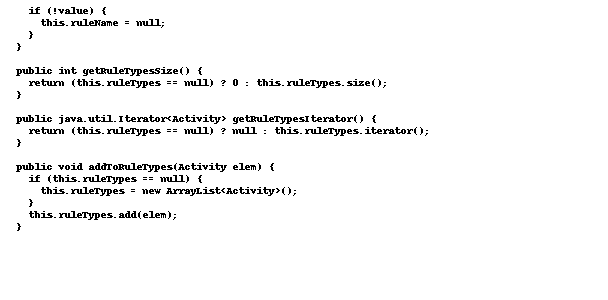 if (!value) {
this.ruleName = null;
}
}
public int getRuleTypesSize() {
return (this.ruleTypes == null) ? 0 : this.ruleTypes.size();
}
public java.util.Iterator<Activity> getRuleTypesIterator() {
return (this.ruleTypes == null) ? null : this.ruleTypes.iterator();
}
public void addToRuleTypes(Activity elem) {
if (this.ruleTypes == null) {
this.ruleTypes = new ArrayList<Activity>();
}
this.ruleTypes.add(elem);
}